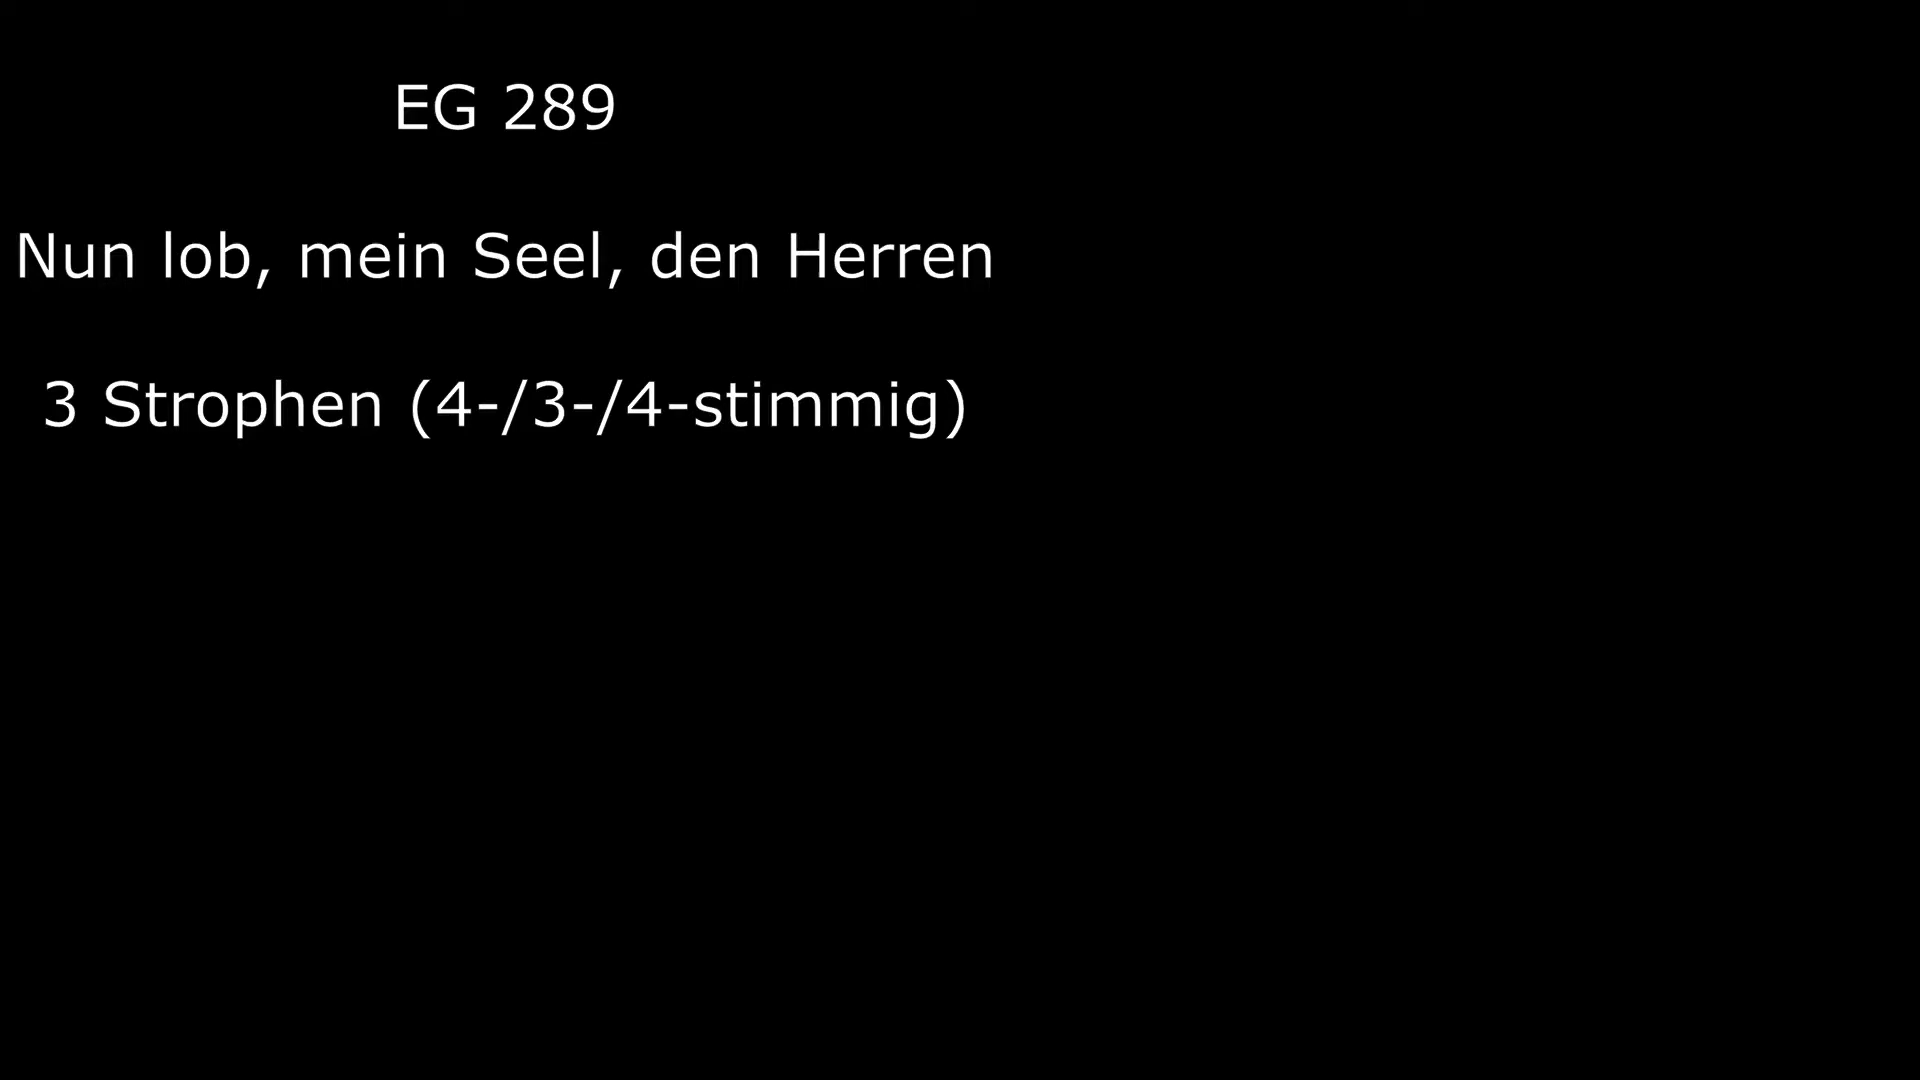 EG 289
Nun lob, mein Seel, den Herren
3 Strophen (4-/3-/4-stimmig)